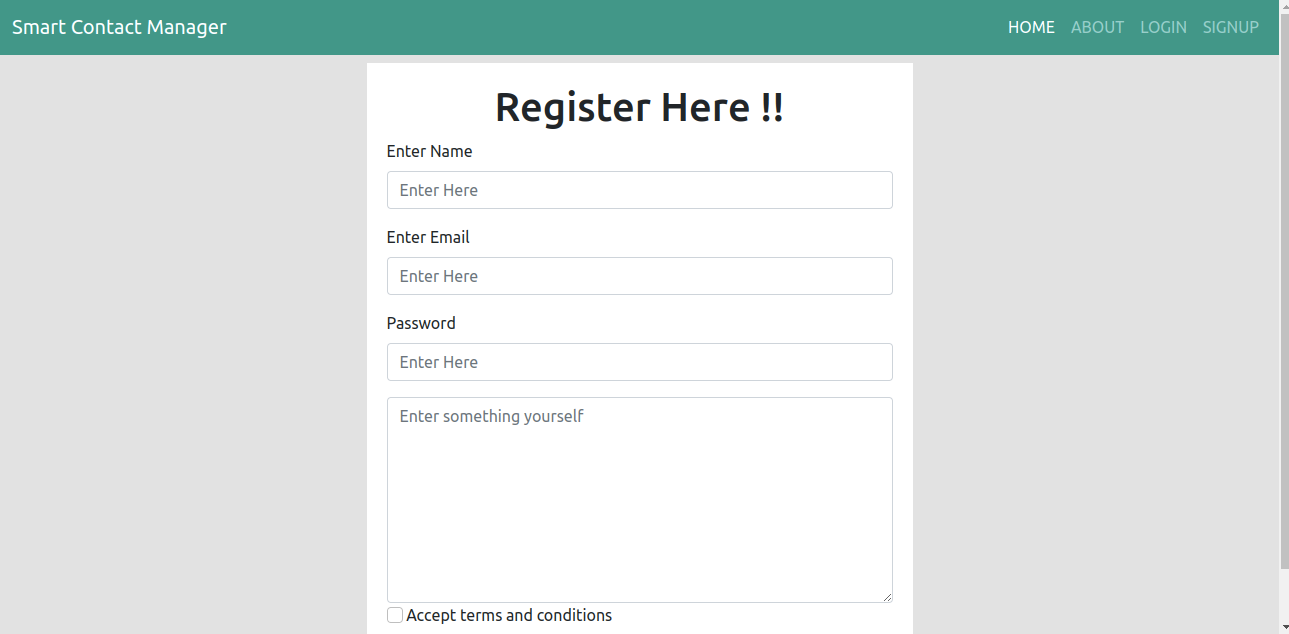 Smart Contact Manager HOME ABOUT LOGIN SIGNUP
Register Here !!
Enter Name
Enter Here
Enter Email
Enter Here
Password
Enter Here
Enter something yourself
Accept terms and conditions